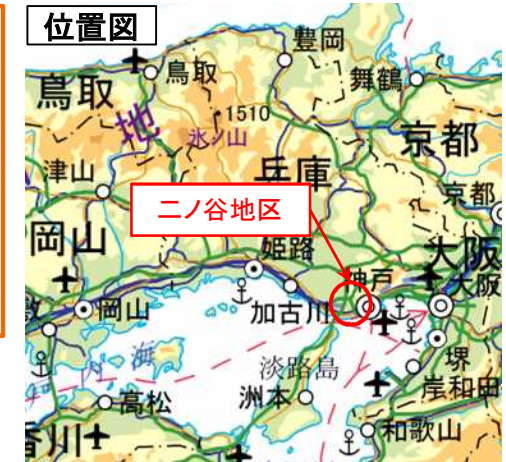 位置図
豊岡
鳥取
舞鶴
鳥取
地
1510
氷ノ山
京都
兵庫
津山
二ノ谷地区
京都
岡山
姫路
大阪
神戸
大阪
岡山
加古川
淡路島
堺
内海
洲本
岸和田
高松
香川
和歌山